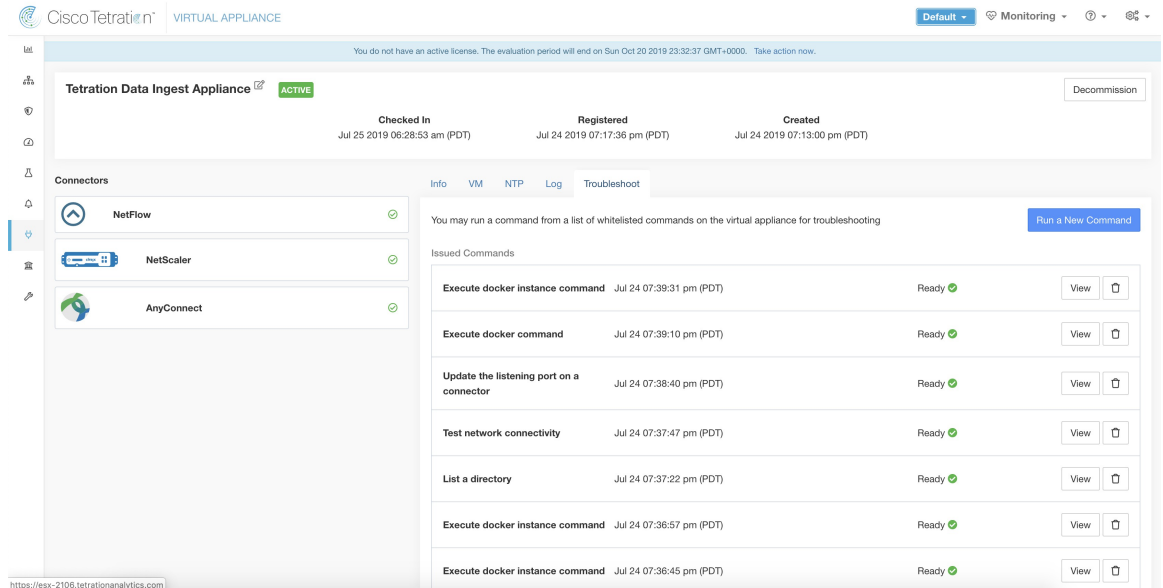 Cisco Tetration™ VIRTUAL APPLIANCE Default Monitoring
You do not have an active license. The evaluation period will end on Sun Oct 20 2019 23:32:37 GMT+0000. Take action now.
Tetration Data Ingest Appliance ACTIVE Decommission
Checked In Registered Created
Jul 25 2019 06:28:53 am (PDT) Jul 24 2019 07:17:36 pm (PDT) Jul 24 2019 07:13:00 pm (PDT)
Connectors
NetFlow
NetScaler
AnyConnect
Info VM NTP Log Troubleshoot
You may run a command from a list of whitelisted commands on the virtual appliance for troubleshooting Run a New Command
Issued Commands
Execute docker instance command Jul 24 07:39:31 pm (PDT) Ready View
Execute docker command Jul 24 07:39:10 pm (PDT) Ready View
Update the listening port on a
connector Jul 24 07:38:40 pm (PDT) Ready View
Test network connectivity Jul 24 07:37:47 pm (PDT) Ready View
List a directory Jul 24 07:37:22 pm (PDT) Ready View
Execute docker instance command Jul 24 07:36:57 pm (PDT) Ready View
Execute docker instance command Jul 24 07:36:45 pm (PDT) Ready View
https://esx-2106.tetrationanalytics.com